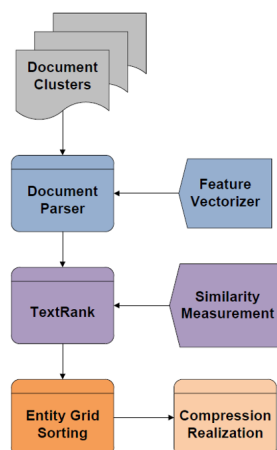 Document
Clusters
Document
Parser
Feature
Vectorizer
TextRank
Similarity
Measurement
Entity Grid
Sorting
Compression
Realization